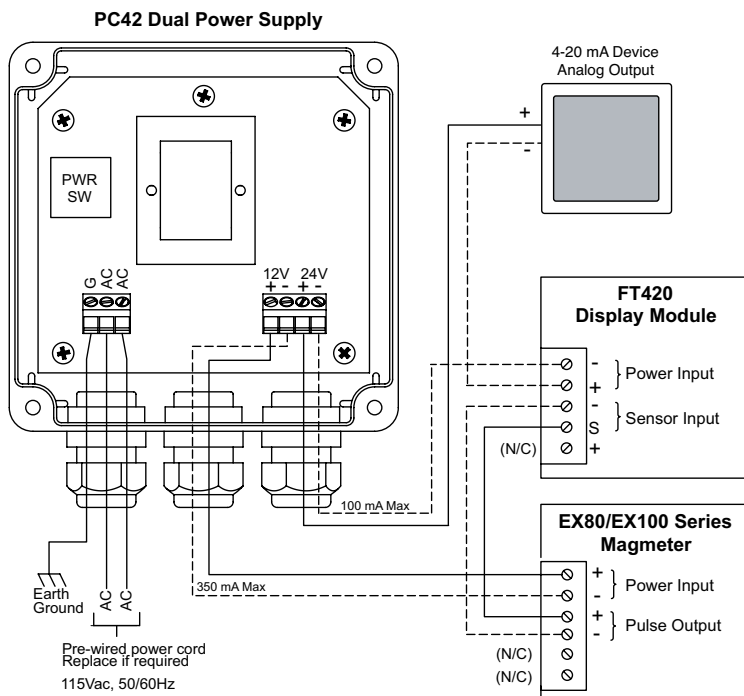 PC42 Dual Power Supply
4-20 mA Device
Analog Output
+
-
PWR
SW
G
AC
AC
12V
24V
+ - + -
FT420
Display Module
-
+
Power Input
-
S
Sensor Input
(N/C)
+
100 mA Max
EX80/EX100 Series
Magmeter
+
-
Power Input
350 mA Max
+
-
Pulse Output
(N/C)
(N/C)
Earth
Ground
AC
AC
Pre-wired power cord
Replace if required
115Vac, 50/60Hz